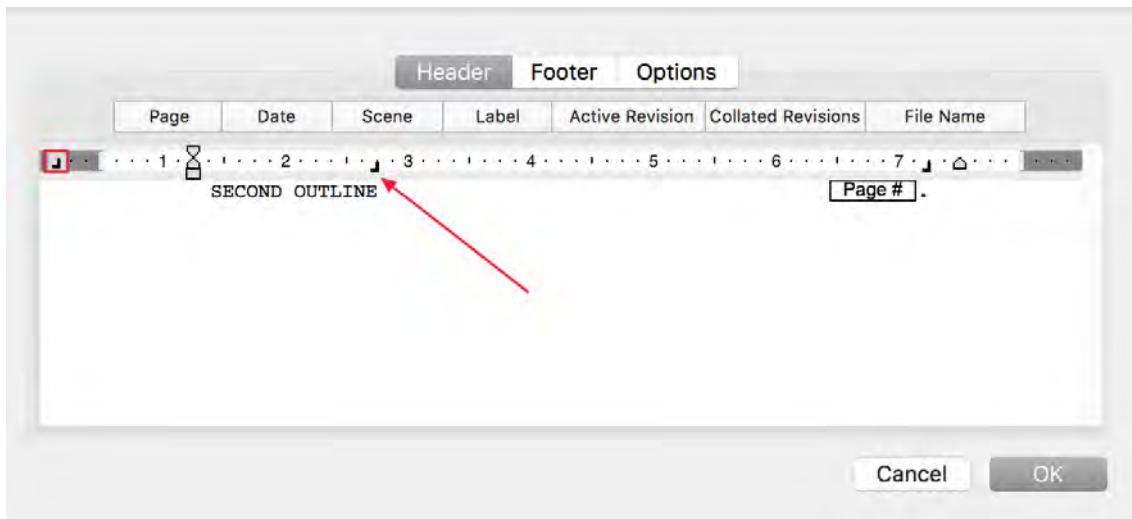 Header Footer Options
Page Date Scene Label Active Revision Collated Revisions File Name
1 2 3 4 5 6 7
SECOND OUTLINE Page # .
Cancel OK